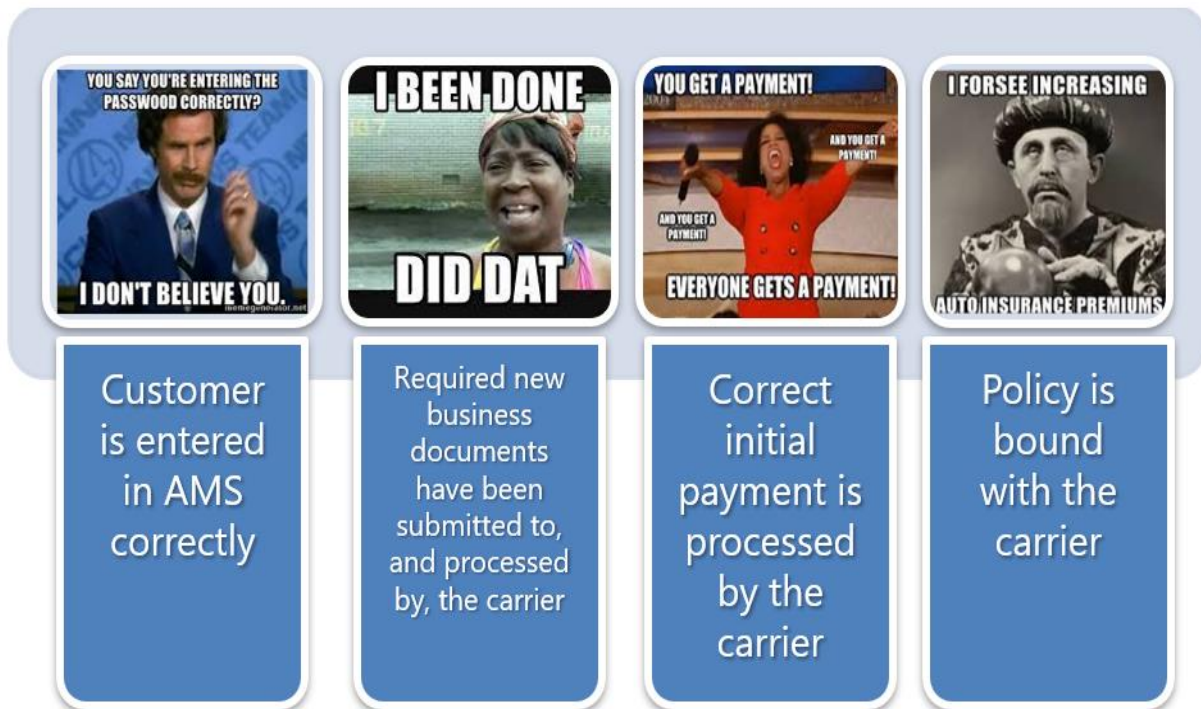 YOU SAY YOU'RE ENTERING THE
PASSWOOD CORRECTLY?
I DON'T BELIEVE YOU.
memegenerator.net
I BEEN DONE
DID DAT
YOU GET A PAYMENT!
AND YOU GET A
PAYMENT!
AND YOU GET A
PAYMENT!
EVERYONE GETS A PAYMENT!
I FORSEE INCREASING
AUTO INSURANCE PREMIUMS
Customer
is entered
in AMS
correctly
Required new
business
documents
have been
submitted to,
and processed
by, the carrier
Correct
initial
payment is
processed
by the
carrier
Policy is
bound
with the
carrier